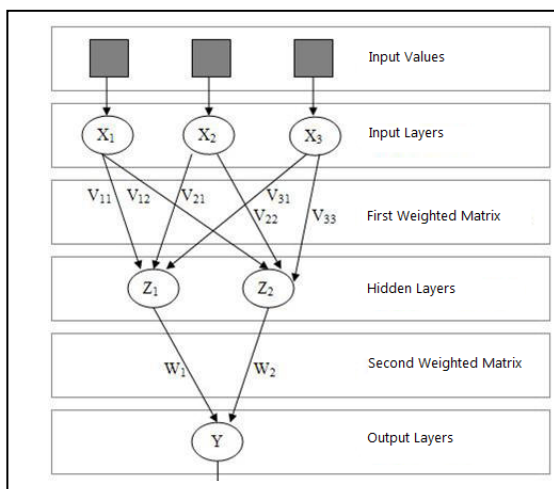 Input Values
X₁ X₂ X₃ Input Layers
V₁₁ V₁₂ V₂₁ V₃₁
V₂₂ V₃₃ First Weighted Matrix
Z₁ Z₂ Hidden Layers
W₁ W₂ Second Weighted Matrix
Y Output Layers